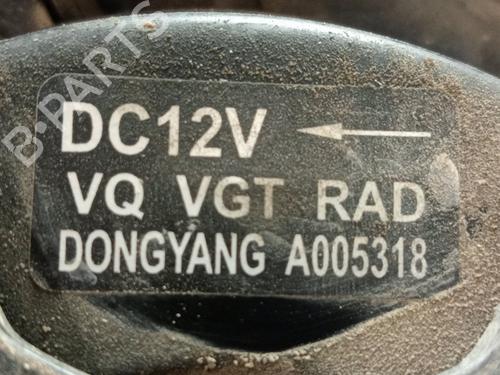 DC12V ←
VQ VGT RAD
DONGYANG A005318
B-PARTS